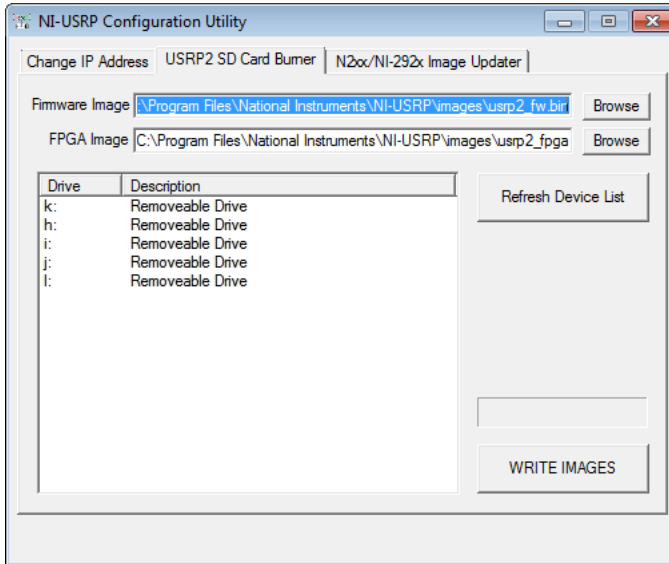 NI-USRP Configuration Utility
Change IP Address USRP2 SD Card Burner N2xx/NI-292x Image Updater
Firmware Image :\Program Files\National Instruments\NI-USRP\images\usrp2_fw.bin Browse
FPGA Image C:\Program Files\National Instruments\NI-USRP\images\usrp2_fpga Browse
Drive Description
Refresh Device List
k: Removeable Drive
h: Removeable Drive
i: Removeable Drive
j: Removeable Drive
l: Removeable Drive
WRITE IMAGES